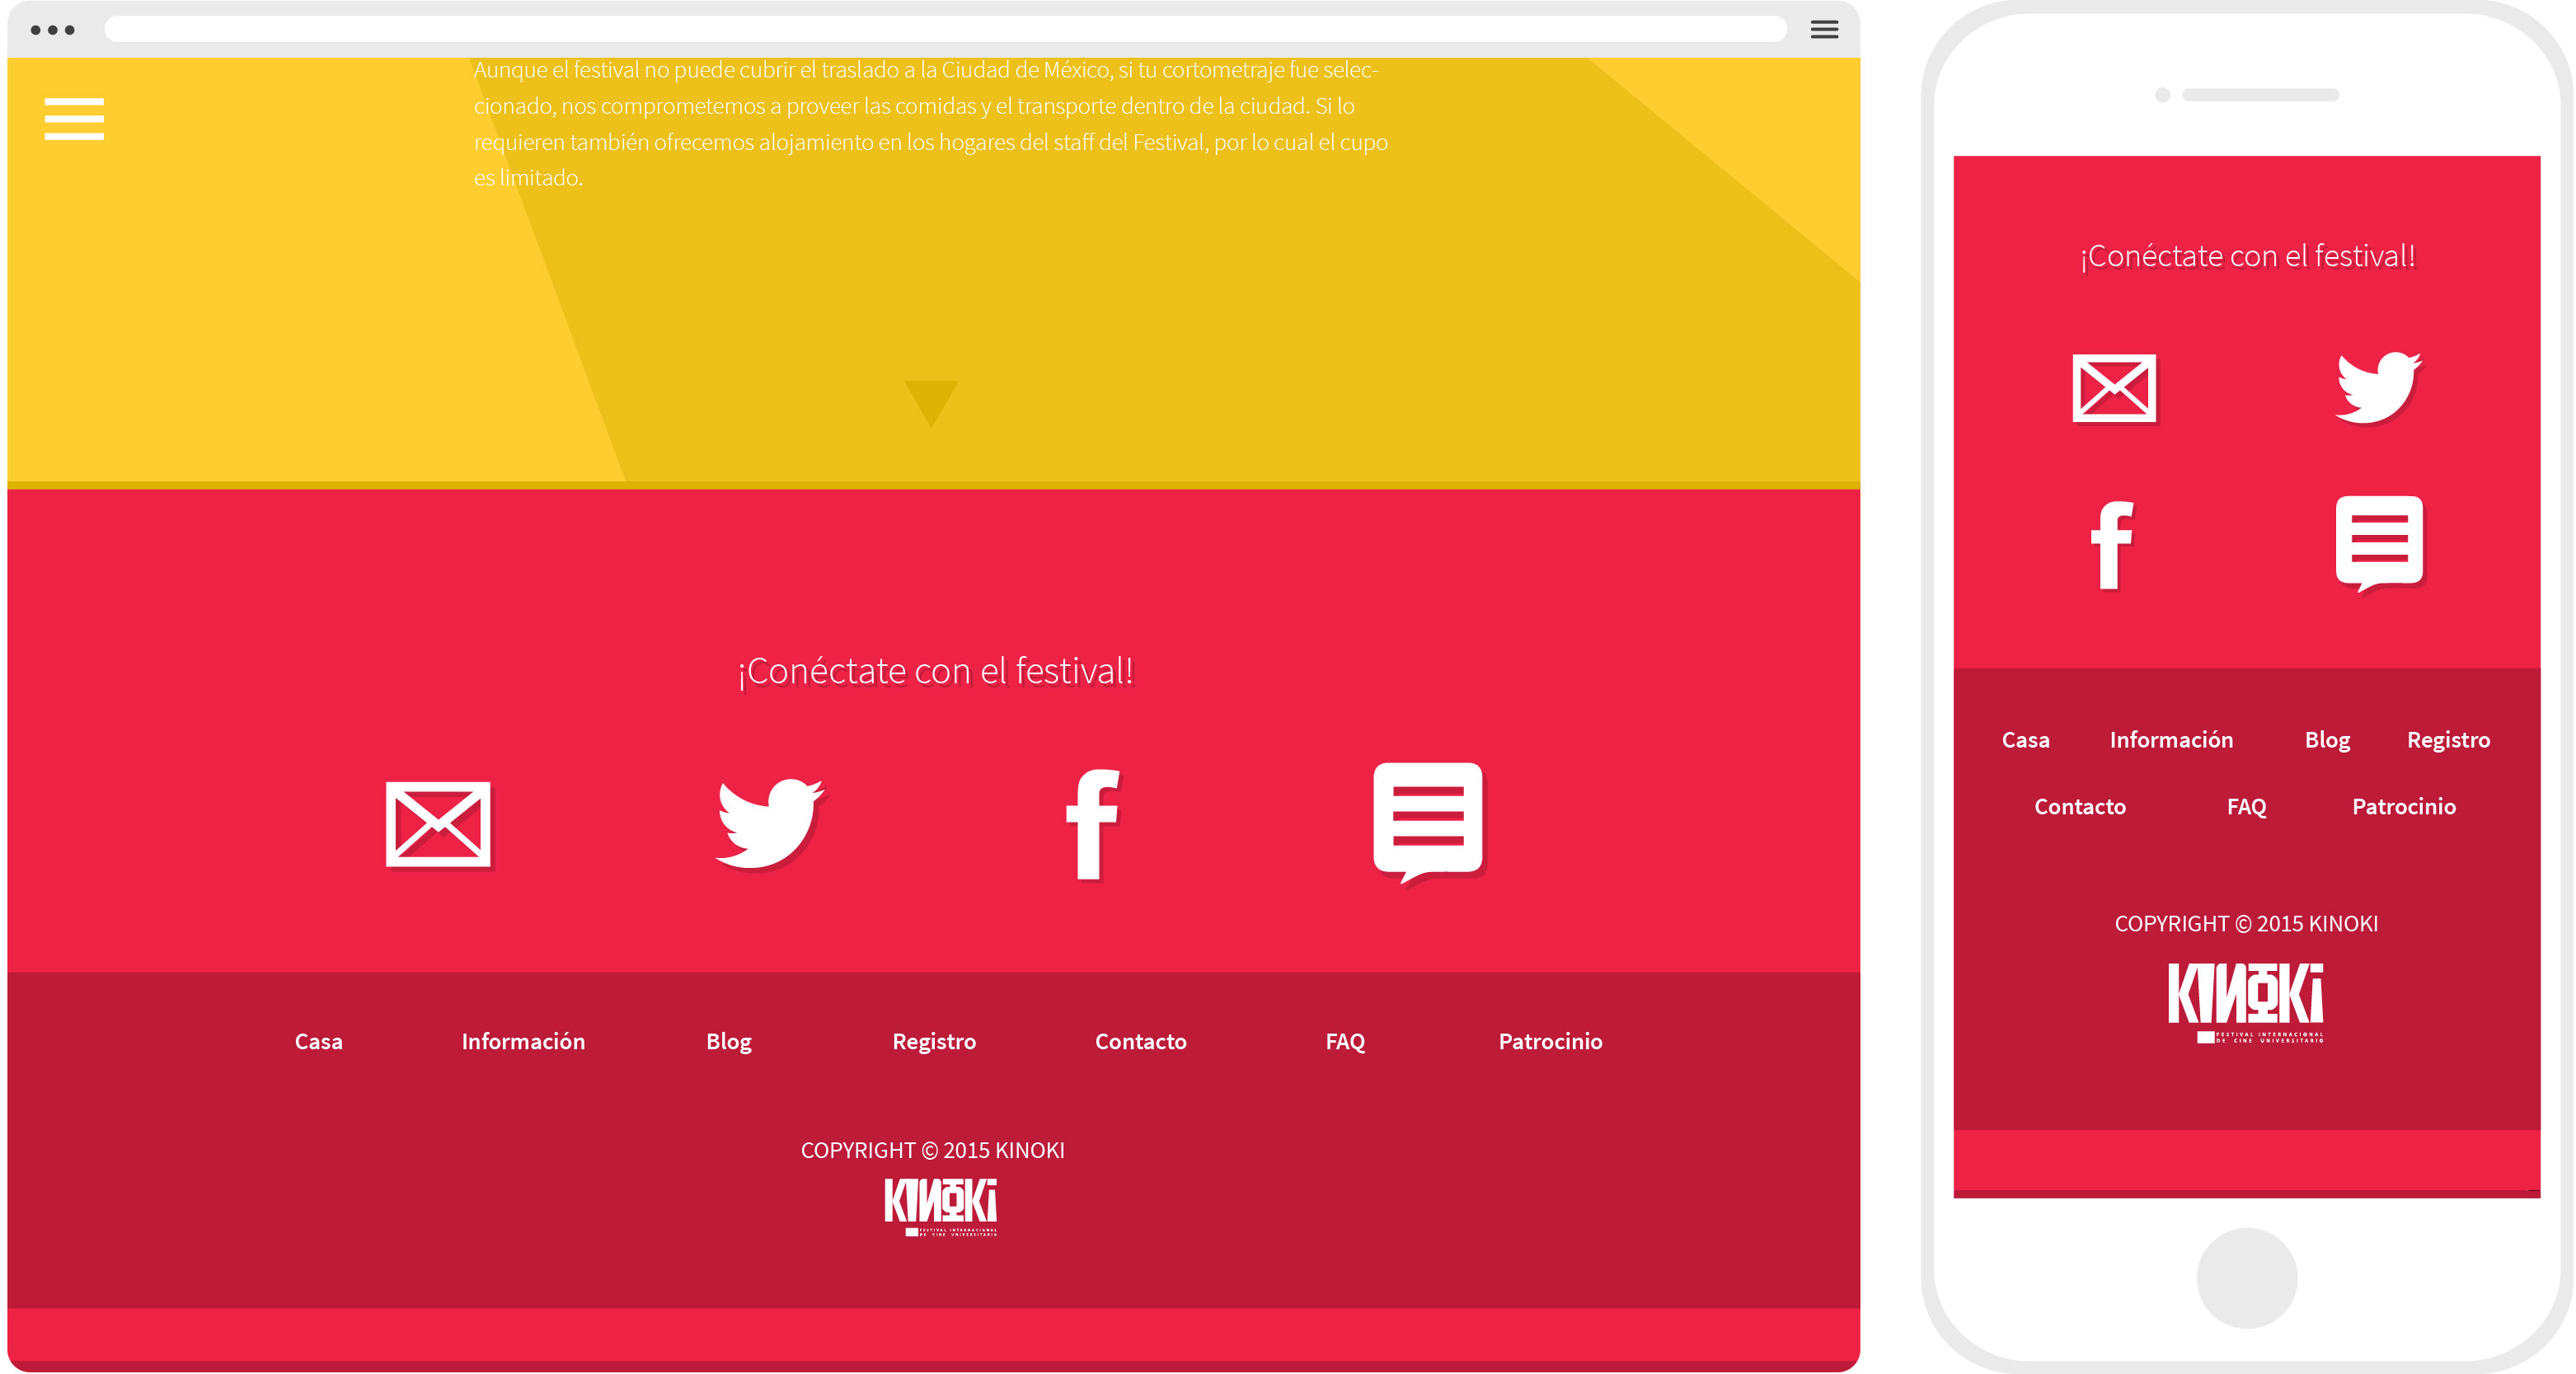 Aunque el festival no puede cubrir el traslado a la Ciudad de México, si tu cortometraje fue selec-
cionado, nos comprometemos a proveer las comidas y el transporte dentro de la ciudad. Si lo
requieren también ofrecemos alojamiento en los hogares del staff del Festival, por lo cual el cupo
es limitado.
¡Conéctate con el festival!
Casa Información Blog Registro Contacto FAQ Patrocinio
COPYRIGHT © 2015 KINOKI
KINOKI
FESTIVAL INTERNACIONAL
DE CINE UNIVERSITARIO
¡Conéctate con el festival!
Casa Información Blog Registro
Contacto FAQ Patrocinio
COPYRIGHT © 2015 KINOKI
KINOKI
FESTIVAL INTERNACIONAL
DE CINE UNIVERSITARIO